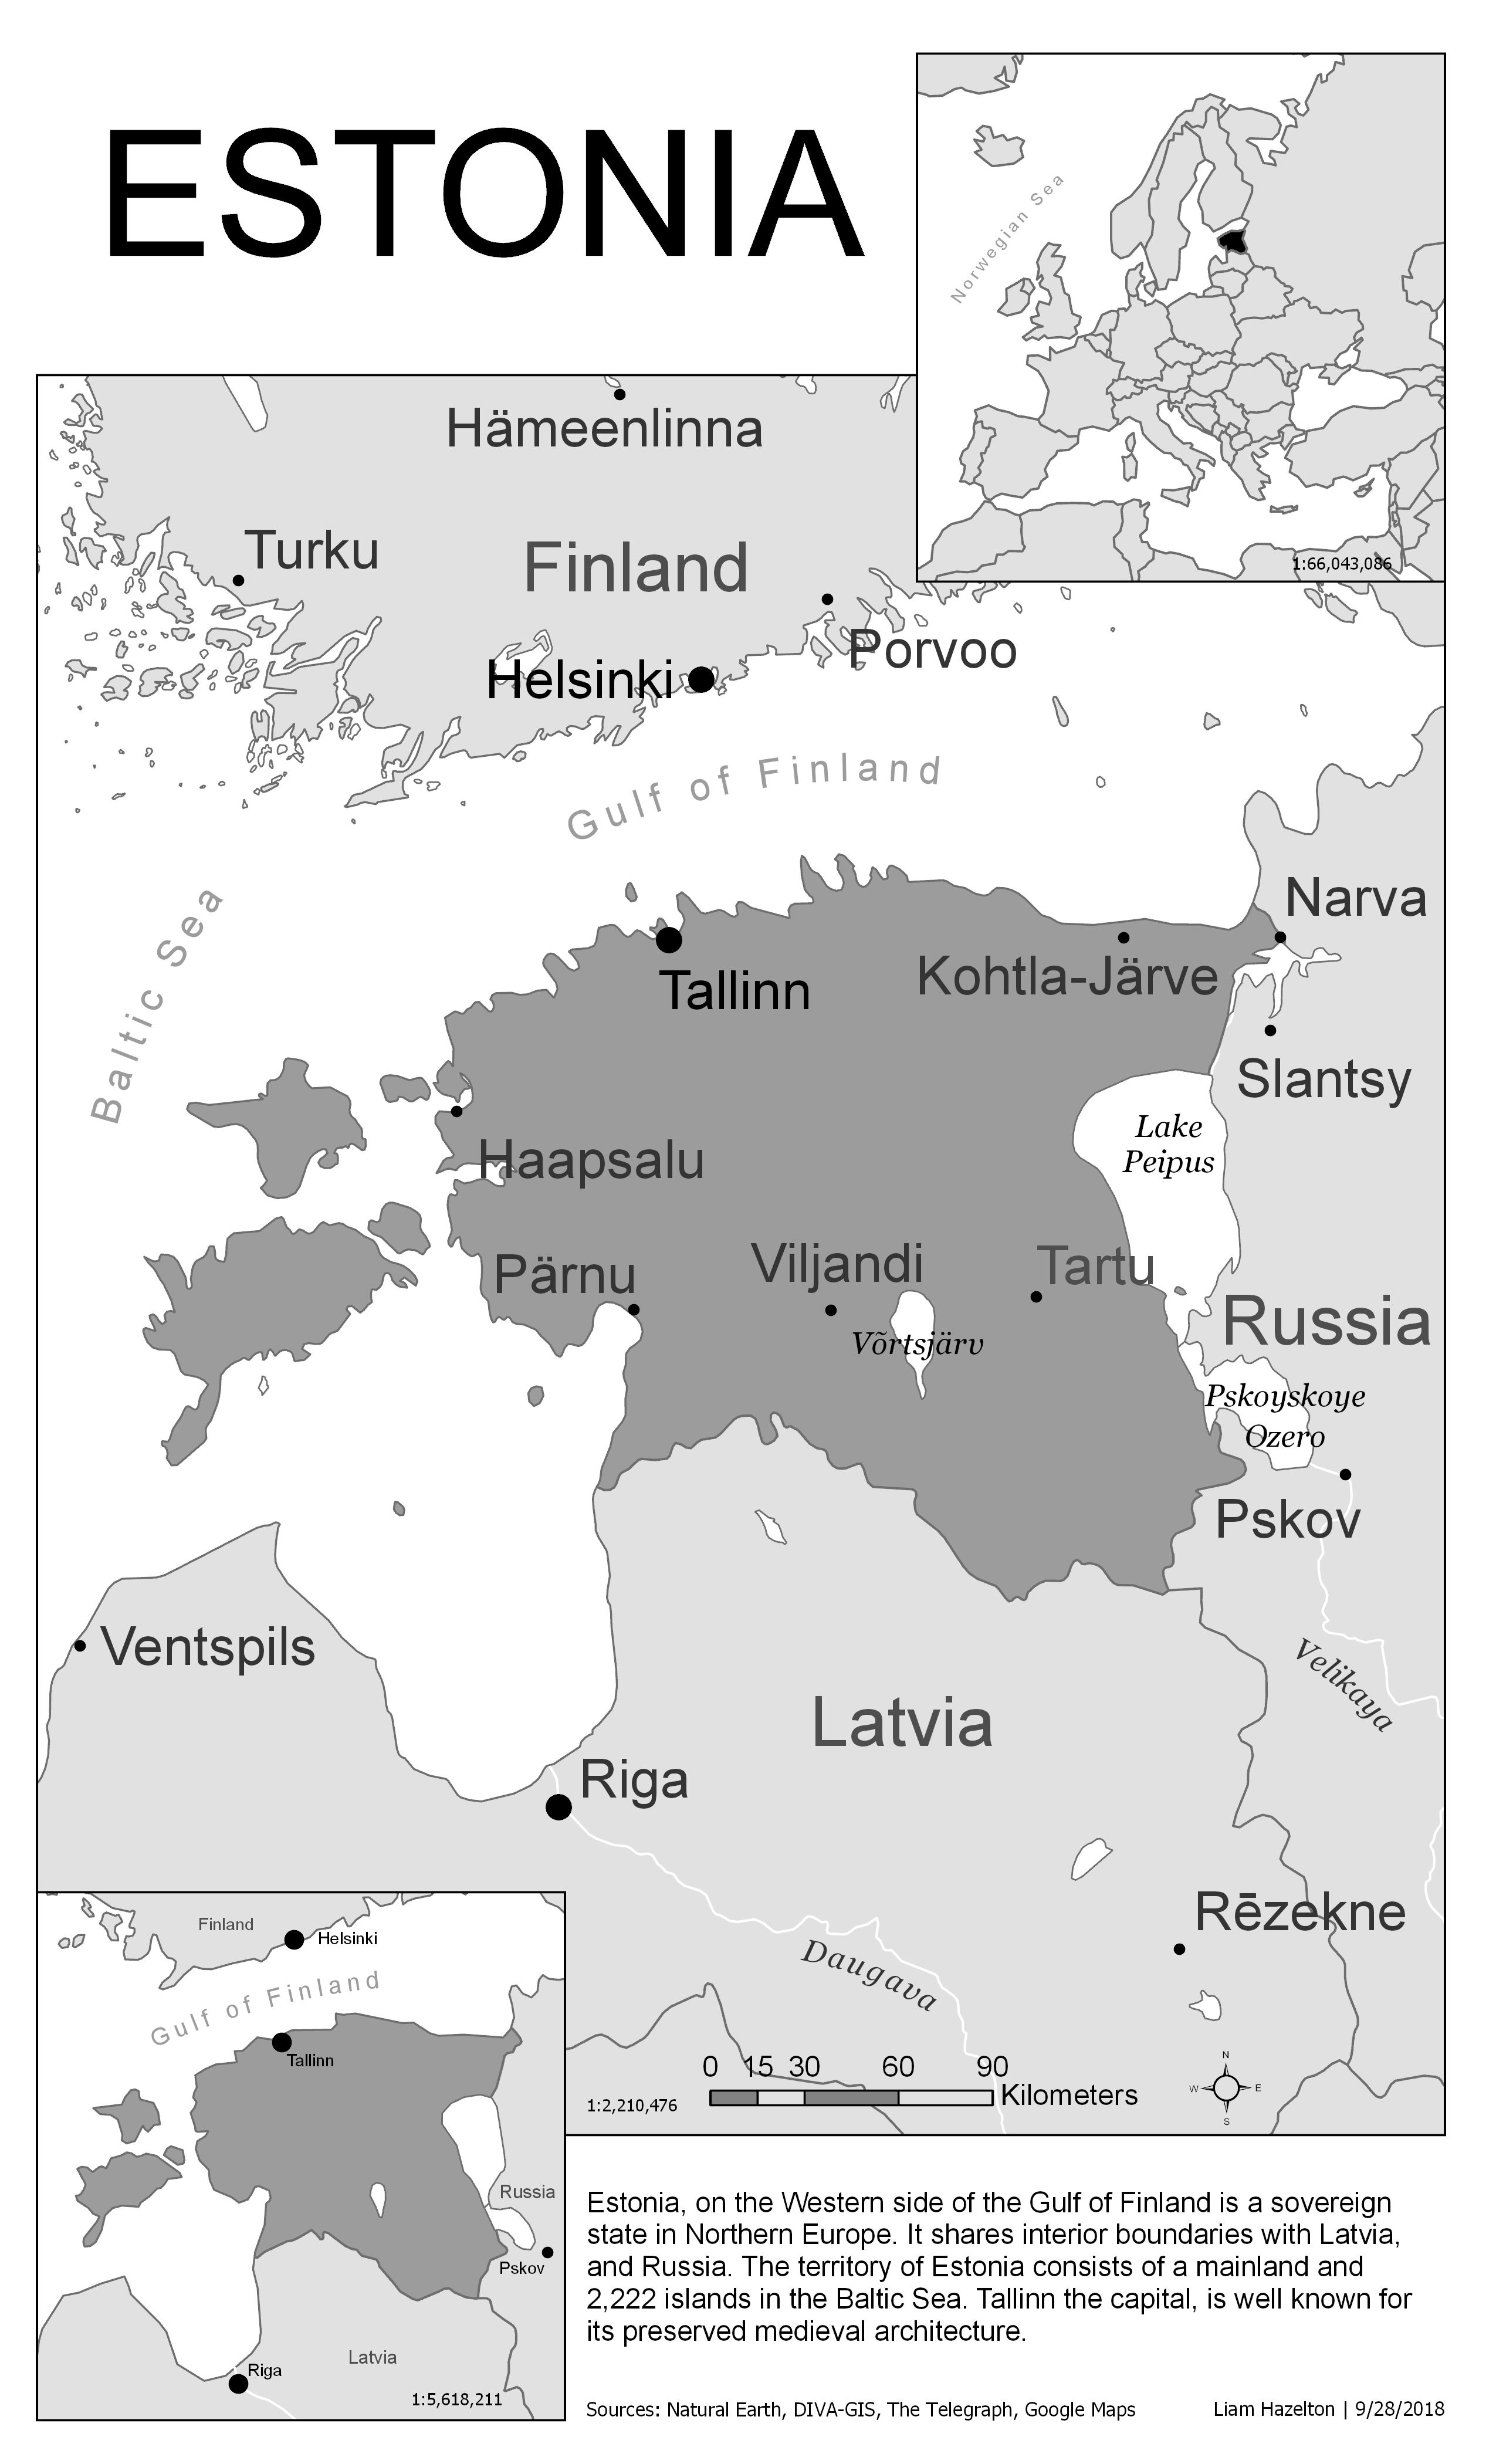 ESTONIA
Norwegian Sea
1:66,043,086
Hämeenlinna
Turku
Finland
Porvoo
Helsinki
Gulf of Finland
Baltic Sea
Narva
Tallinn
Kohtla-Järve
Slantsy
Haapsalu
Lake
Peipus
Pärnu
Viljandi
Tartu
Võrtsjärv
Russia
Pskoyskoye
Ozero
Pskov
Ventspils
Velikaya
Latvia
Riga
Rēzekne
Daugava
0 15 30 60 90
Kilometers
1:2,210,476
N
W E
S
Finland
Helsinki
Gulf of Finland
Tallinn
Russia
Pskov
Latvia
Riga
1:5,618,211
Estonia, on the Western side of the Gulf of Finland is a sovereign
state in Northern Europe. It shares interior boundaries with Latvia,
and Russia. The territory of Estonia consists of a mainland and
2,222 islands in the Baltic Sea. Tallinn the capital, is well known for
its preserved medieval architecture.
Sources: Natural Earth, DIVA-GIS, The Telegraph, Google Maps
Liam Hazelton | 9/28/2018